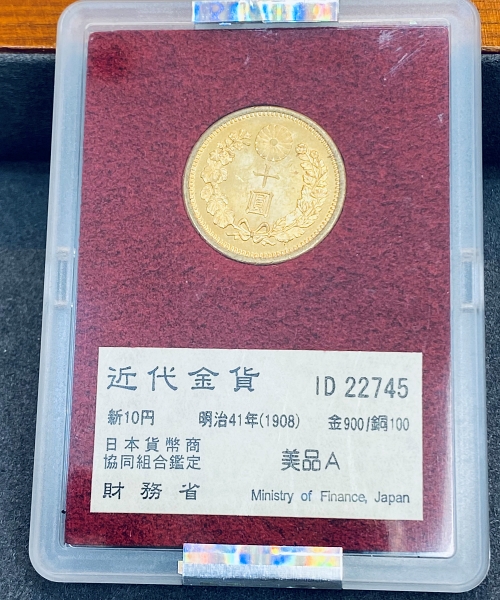 十
圓
近代金貨 ID 22745
新10円 明治41年(1908) 金900/銅100
日本貨幣商
協同組合鑑定 美品A
財務省 Ministry of Finance, Japan